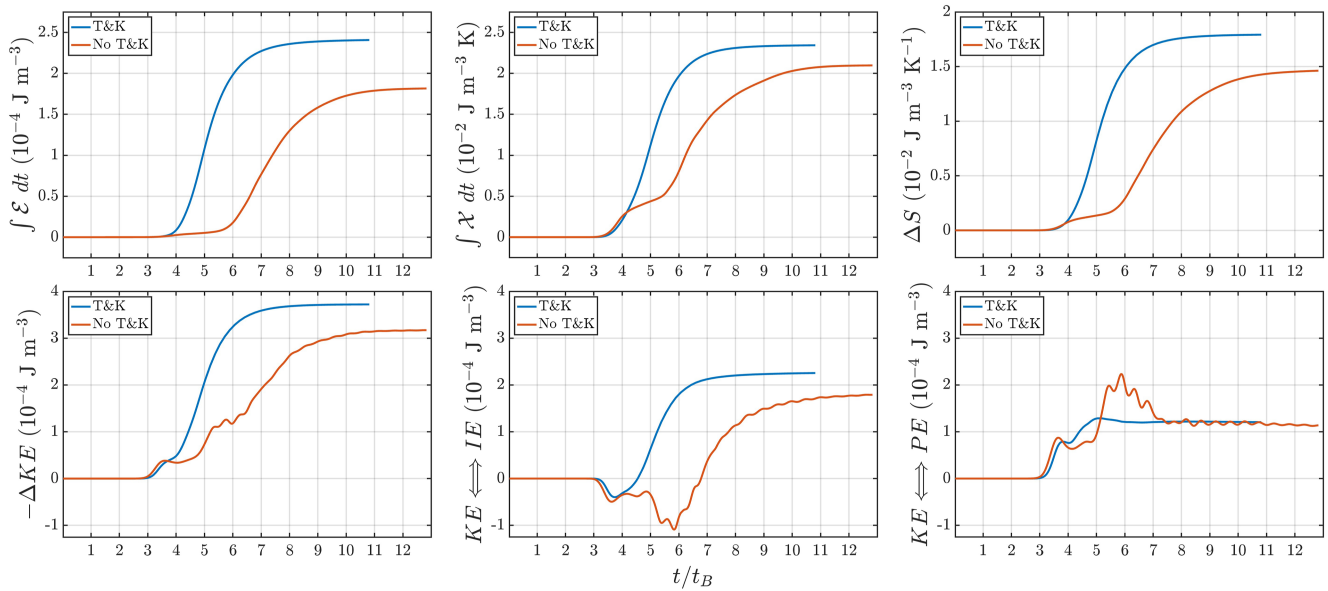 ∫ ℰ dt (10⁻⁴ J m⁻³)
2.5
2
1.5
1
0.5
0
T&K
No T&K
1 2 3 4 5 6 7 8 9 10 11 12
∫ 𝒳 dt (10⁻² J m⁻³ K)
2.5
2
1.5
1
0.5
0
T&K
No T&K
1 2 3 4 5 6 7 8 9 10 11 12
ΔS (10⁻² J m⁻³ K⁻¹)
2
1.5
1
0.5
0
T&K
No T&K
1 2 3 4 5 6 7 8 9 10 11 12
−ΔKE (10⁻⁴ J m⁻³)
4
3
2
1
0
-1
T&K
No T&K
1 2 3 4 5 6 7 8 9 10 11 12
KE ⟺ IE (10⁻⁴ J m⁻³)
4
3
2
1
0
-1
T&K
No T&K
1 2 3 4 5 6 7 8 9 10 11 12
KE ⟺ PE (10⁻⁴ J m⁻³)
4
3
2
1
0
-1
T&K
No T&K
1 2 3 4 5 6 7 8 9 10 11 12
t/t_B